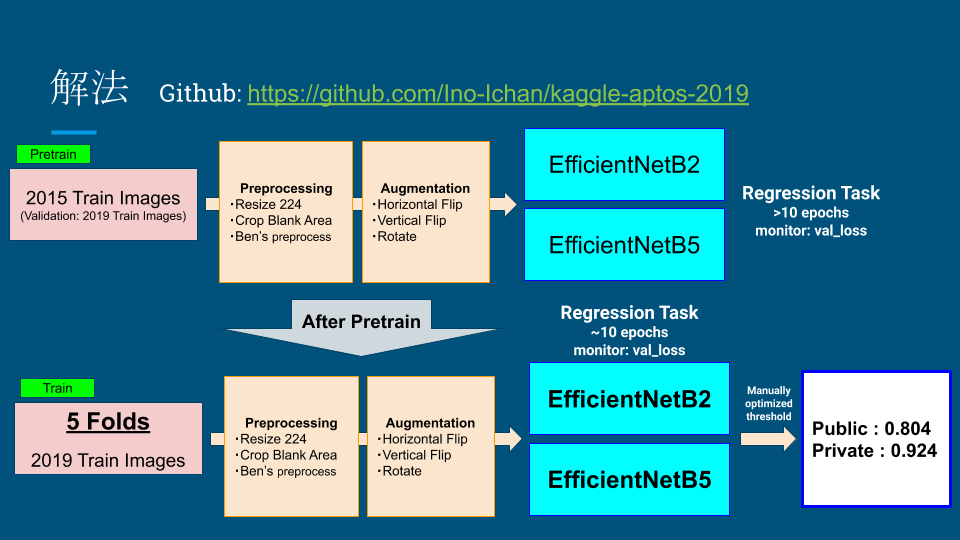 解法 Github: https://github.com/Ino-Ichan/kaggle-aptos-2019
Pretrain
2015 Train Images
(Validation: 2019 Train Images)
Preprocessing
・Resize 224
・Crop Blank Area
・Ben's preprocess
Augmentation
・Horizontal Flip
・Vertical Flip
・Rotate
EfficientNetB2
EfficientNetB5
Regression Task
>10 epochs
monitor: val_loss
After Pretrain
Regression Task
~10 epochs
monitor: val_loss
Train
5 Folds
2019 Train Images
Preprocessing
・Resize 224
・Crop Blank Area
・Ben's preprocess
Augmentation
・Horizontal Flip
・Vertical Flip
・Rotate
EfficientNetB2
EfficientNetB5
Manually
optimized
threshold
Public : 0.804
Private : 0.924